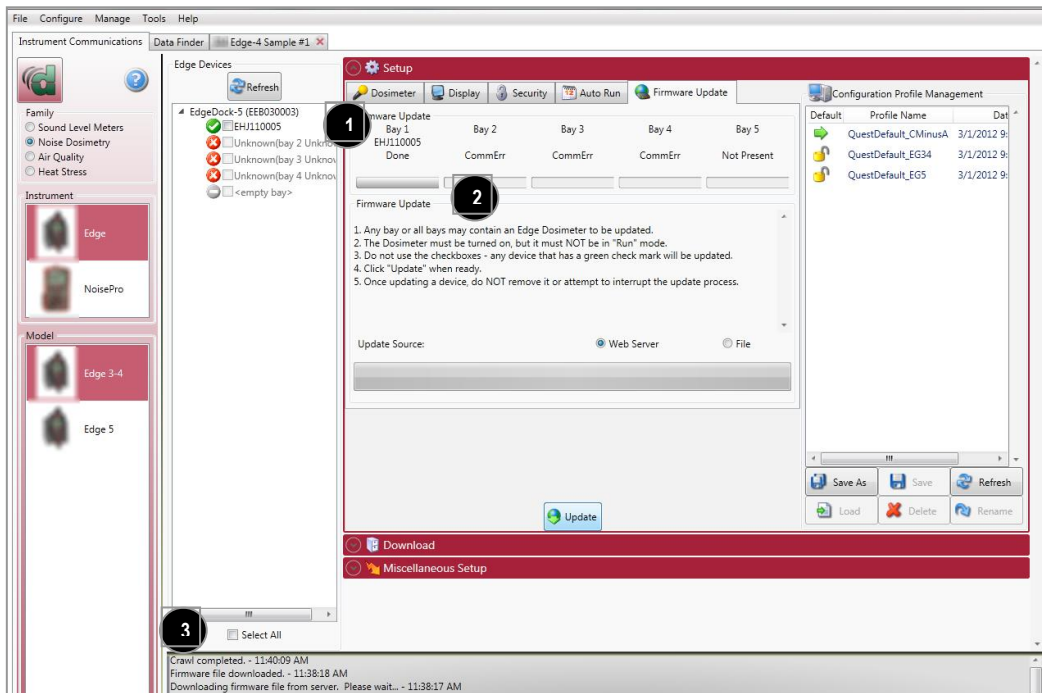 File Configure Manage Tools Help
Instrument Communications Data Finder Edge-4 Sample #1
Family
Sound Level Meters
Noise Dosimetry
Air Quality
Heat Stress
Instrument
Edge
NoisePro
Model
Edge 3-4
Edge 5
Edge Devices
Refresh
EdgeDock-5 (EEB030003)
EHJ110005
Unknown(bay 2 Unkno
Unknown(bay 3 Unknov
Unknown(bay 4 Unknov
<empty bay>
Select All
1
2
3
Setup
Dosimeter Display Security 12 Auto Run Firmware Update
mware Update
Bay 1 Bay 2 Bay 3 Bay 4 Bay 5
EHJ110005
Done CommErr CommErr CommErr Not Present
Firmware Update
1. Any bay or all bays may contain an Edge Dosimeter to be updated.
2. The Dosimeter must be turned on, but it must NOT be in "Run" mode.
3. Do not use the checkboxes - any device that has a green check mark will be updated.
4. Click "Update" when ready.
5. Once updating a device, do NOT remove it or attempt to interrupt the update process.
Update Source: Web Server File
Update
Configuration Profile Management
Default Profile Name Dat
QuestDefault_CMinusA 3/1/2012 9:
QuestDefault_EG34 3/1/2012 9:
QuestDefault_EG5 3/1/2012 9:
Save As Save Refresh
Load Delete Rename
Download
Miscellaneous Setup
Crawl completed. - 11:40:09 AM
Firmware file downloaded. - 11:38:18 AM
Downloading firmware file from server. Please wait... - 11:38:17 AM